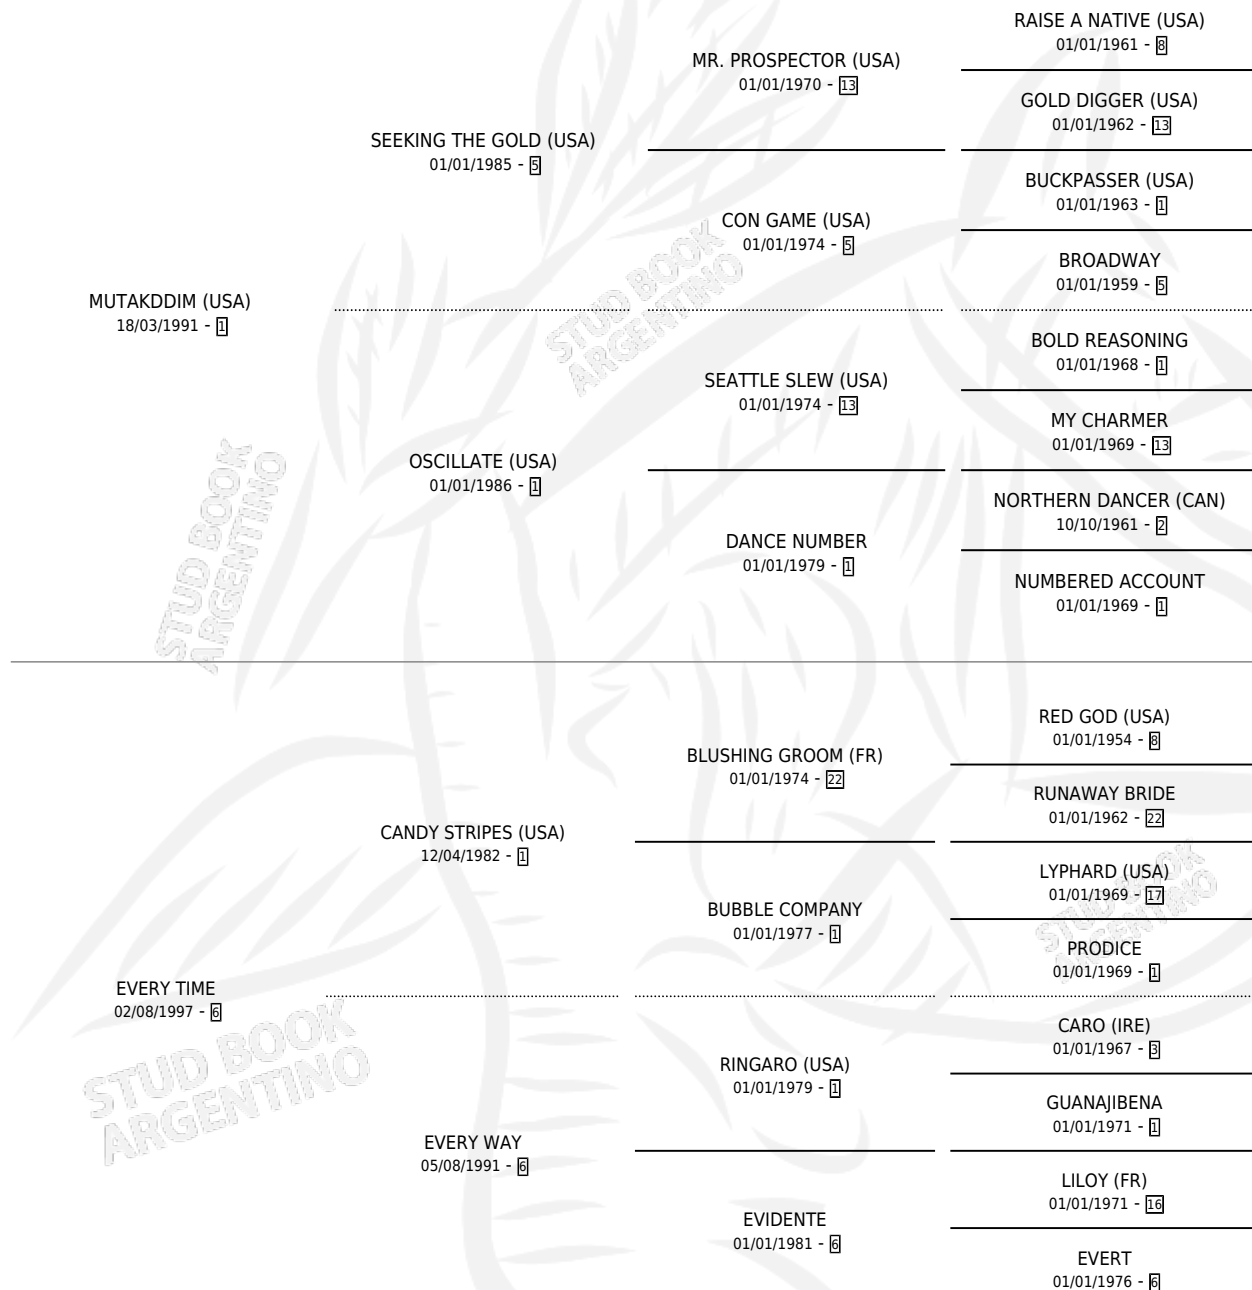 RAISE A NATIVE (USA)
01/01/1961 - 8
MR. PROSPECTOR (USA)
01/01/1970 - 13
GOLD DIGGER (USA)
01/01/1962 - 13
SEEKING THE GOLD (USA)
01/01/1985 - 5
BUCKPASSER (USA)
01/01/1963 - 1
CON GAME (USA)
01/01/1974 - 5
BROADWAY
01/01/1959 - 5
MUTAKDDIM (USA)
18/03/1991 - 1
BOLD REASONING
01/01/1968 - 1
SEATTLE SLEW (USA)
01/01/1974 - 13
MY CHARMER
01/01/1969 - 13
OSCILLATE (USA)
01/01/1986 - 1
NORTHERN DANCER (CAN)
10/10/1961 - 2
DANCE NUMBER
01/01/1979 - 1
NUMBERED ACCOUNT
01/01/1969 - 1
RED GOD (USA)
01/01/1954 - 8
BLUSHING GROOM (FR)
01/01/1974 - 22
RUNAWAY BRIDE
01/01/1962 - 22
CANDY STRIPES (USA)
12/04/1982 - 1
LYPHARD (USA)
01/01/1969 - 17
BUBBLE COMPANY
01/01/1977 - 1
PRODICE
01/01/1969 - 1
EVERY TIME
02/08/1997 - 6
CARO (IRE)
01/01/1967 - 3
RINGARO (USA)
01/01/1979 - 1
GUANAJIBENA
01/01/1971 - 1
EVERY WAY
05/08/1991 - 6
LILOY (FR)
01/01/1971 - 16
EVIDENTE
01/01/1981 - 6
EVERT
01/01/1976 - 6
STUD BOOK
ARGENTINO
STUD BOOK
ARGENTINO
STUD BOOK
ARGENTINO
STUD BOOK
ARGENTINO